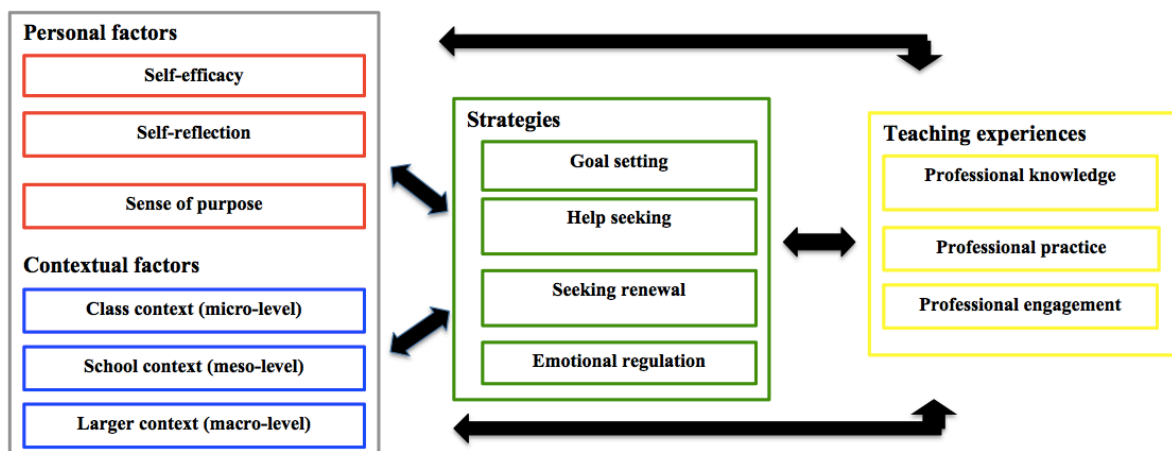 Personal factors
Self-efficacy
Self-reflection
Sense of purpose
Contextual factors
Class context (micro-level)
School context (meso-level)
Larger context (macro-level)
Strategies
Goal setting
Help seeking
Seeking renewal
Emotional regulation
Teaching experiences
Professional knowledge
Professional practice
Professional engagement